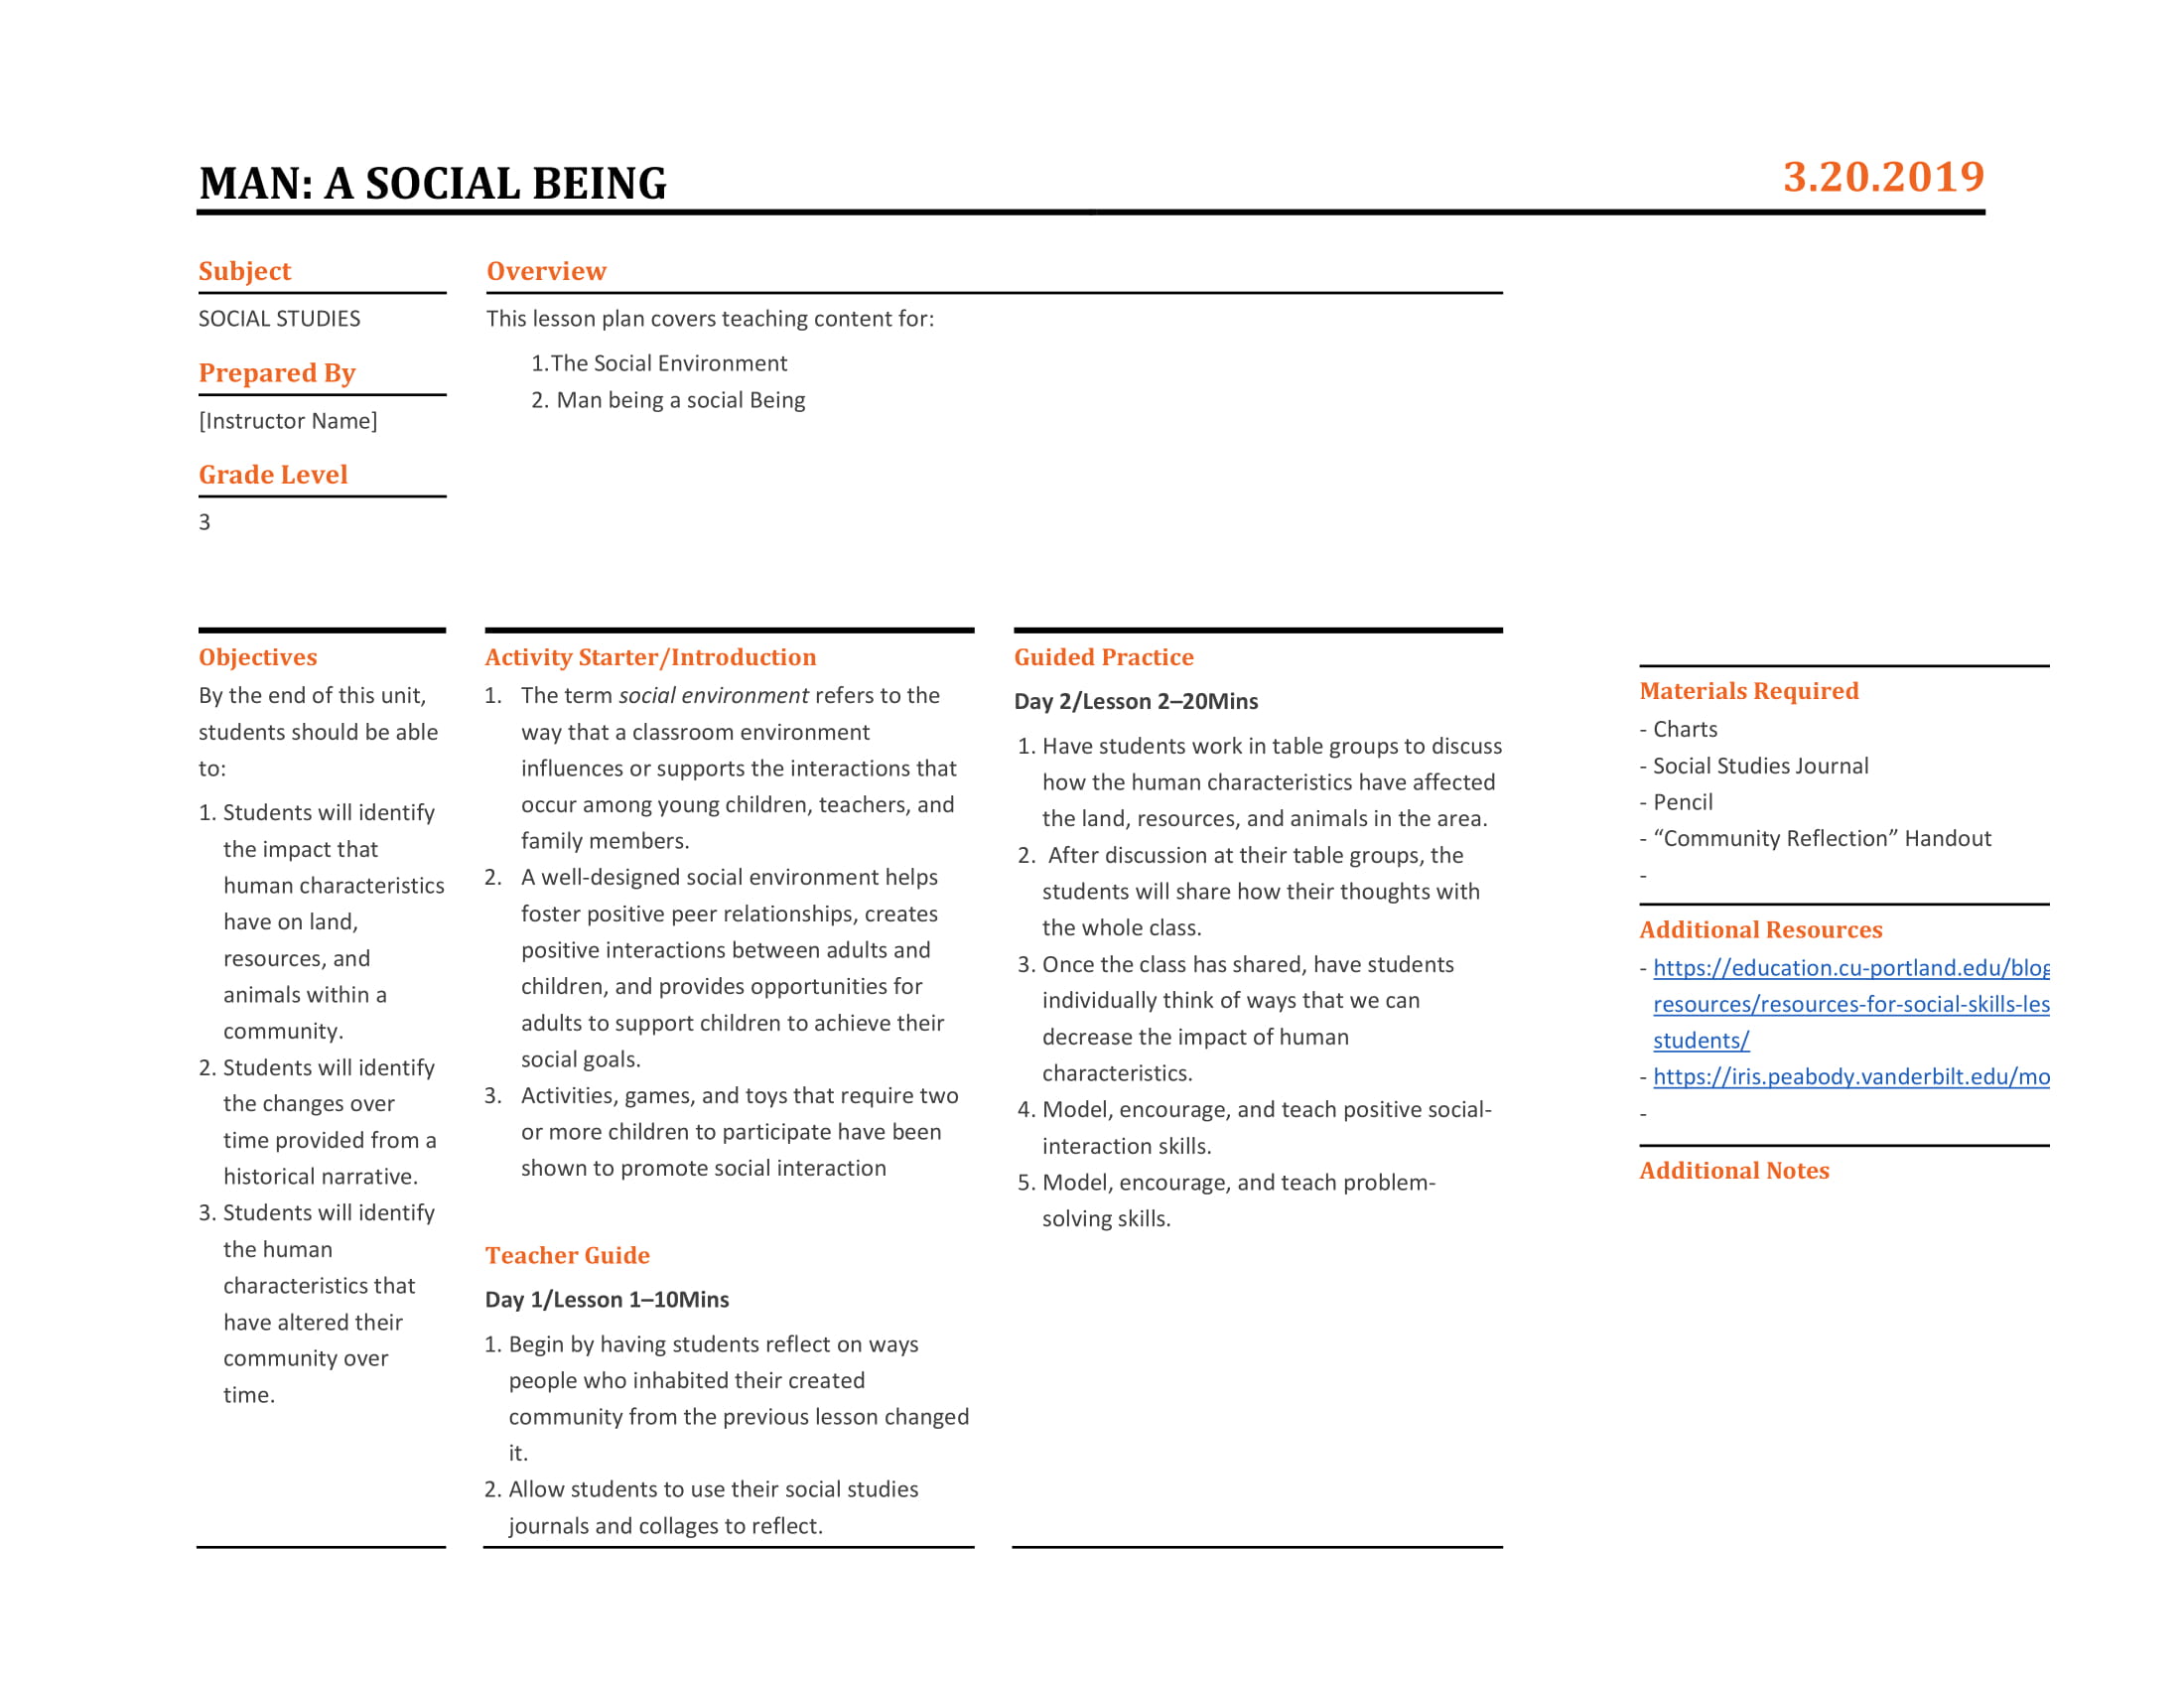 MAN: A SOCIAL BEING
3.20.2019
Subject
SOCIAL STUDIES
Prepared By
[Instructor Name]
Grade Level
3
Overview
This lesson plan covers teaching content for:
1.The Social Environment
2. Man being a social Being
Objectives
By the end of this unit,
students should be able
to:
1. Students will identify
the impact that
human characteristics
have on land,
resources, and
animals within a
community.
2. Students will identify
the changes over
time provided from a
historical narrative.
3. Students will identify
the human
characteristics that
have altered their
community over
time.
Activity Starter/Introduction
1. The term social environment refers to the
way that a classroom environment
influences or supports the interactions that
occur among young children, teachers, and
family members.
2. A well-designed social environment helps
foster positive peer relationships, creates
positive interactions between adults and
children, and provides opportunities for
adults to support children to achieve their
social goals.
3. Activities, games, and toys that require two
or more children to participate have been
shown to promote social interaction
Teacher Guide
Day 1/Lesson 1–10Mins
1. Begin by having students reflect on ways
people who inhabited their created
community from the previous lesson changed
it.
2. Allow students to use their social studies
journals and collages to reflect.
Guided Practice
Day 2/Lesson 2–20Mins
1. Have students work in table groups to discuss
how the human characteristics have affected
the land, resources, and animals in the area.
2. After discussion at their table groups, the
students will share how their thoughts with
the whole class.
3. Once the class has shared, have students
individually think of ways that we can
decrease the impact of human
characteristics.
4. Model, encourage, and teach positive social-
interaction skills.
5. Model, encourage, and teach problem-
solving skills.
Materials Required
- Charts
- Social Studies Journal
- Pencil
- “Community Reflection” Handout
-
Additional Resources
- https://education.cu-portland.edu/blog
resources/resources-for-social-skills-les
students/
- https://iris.peabody.vanderbilt.edu/mo
-
Additional Notes